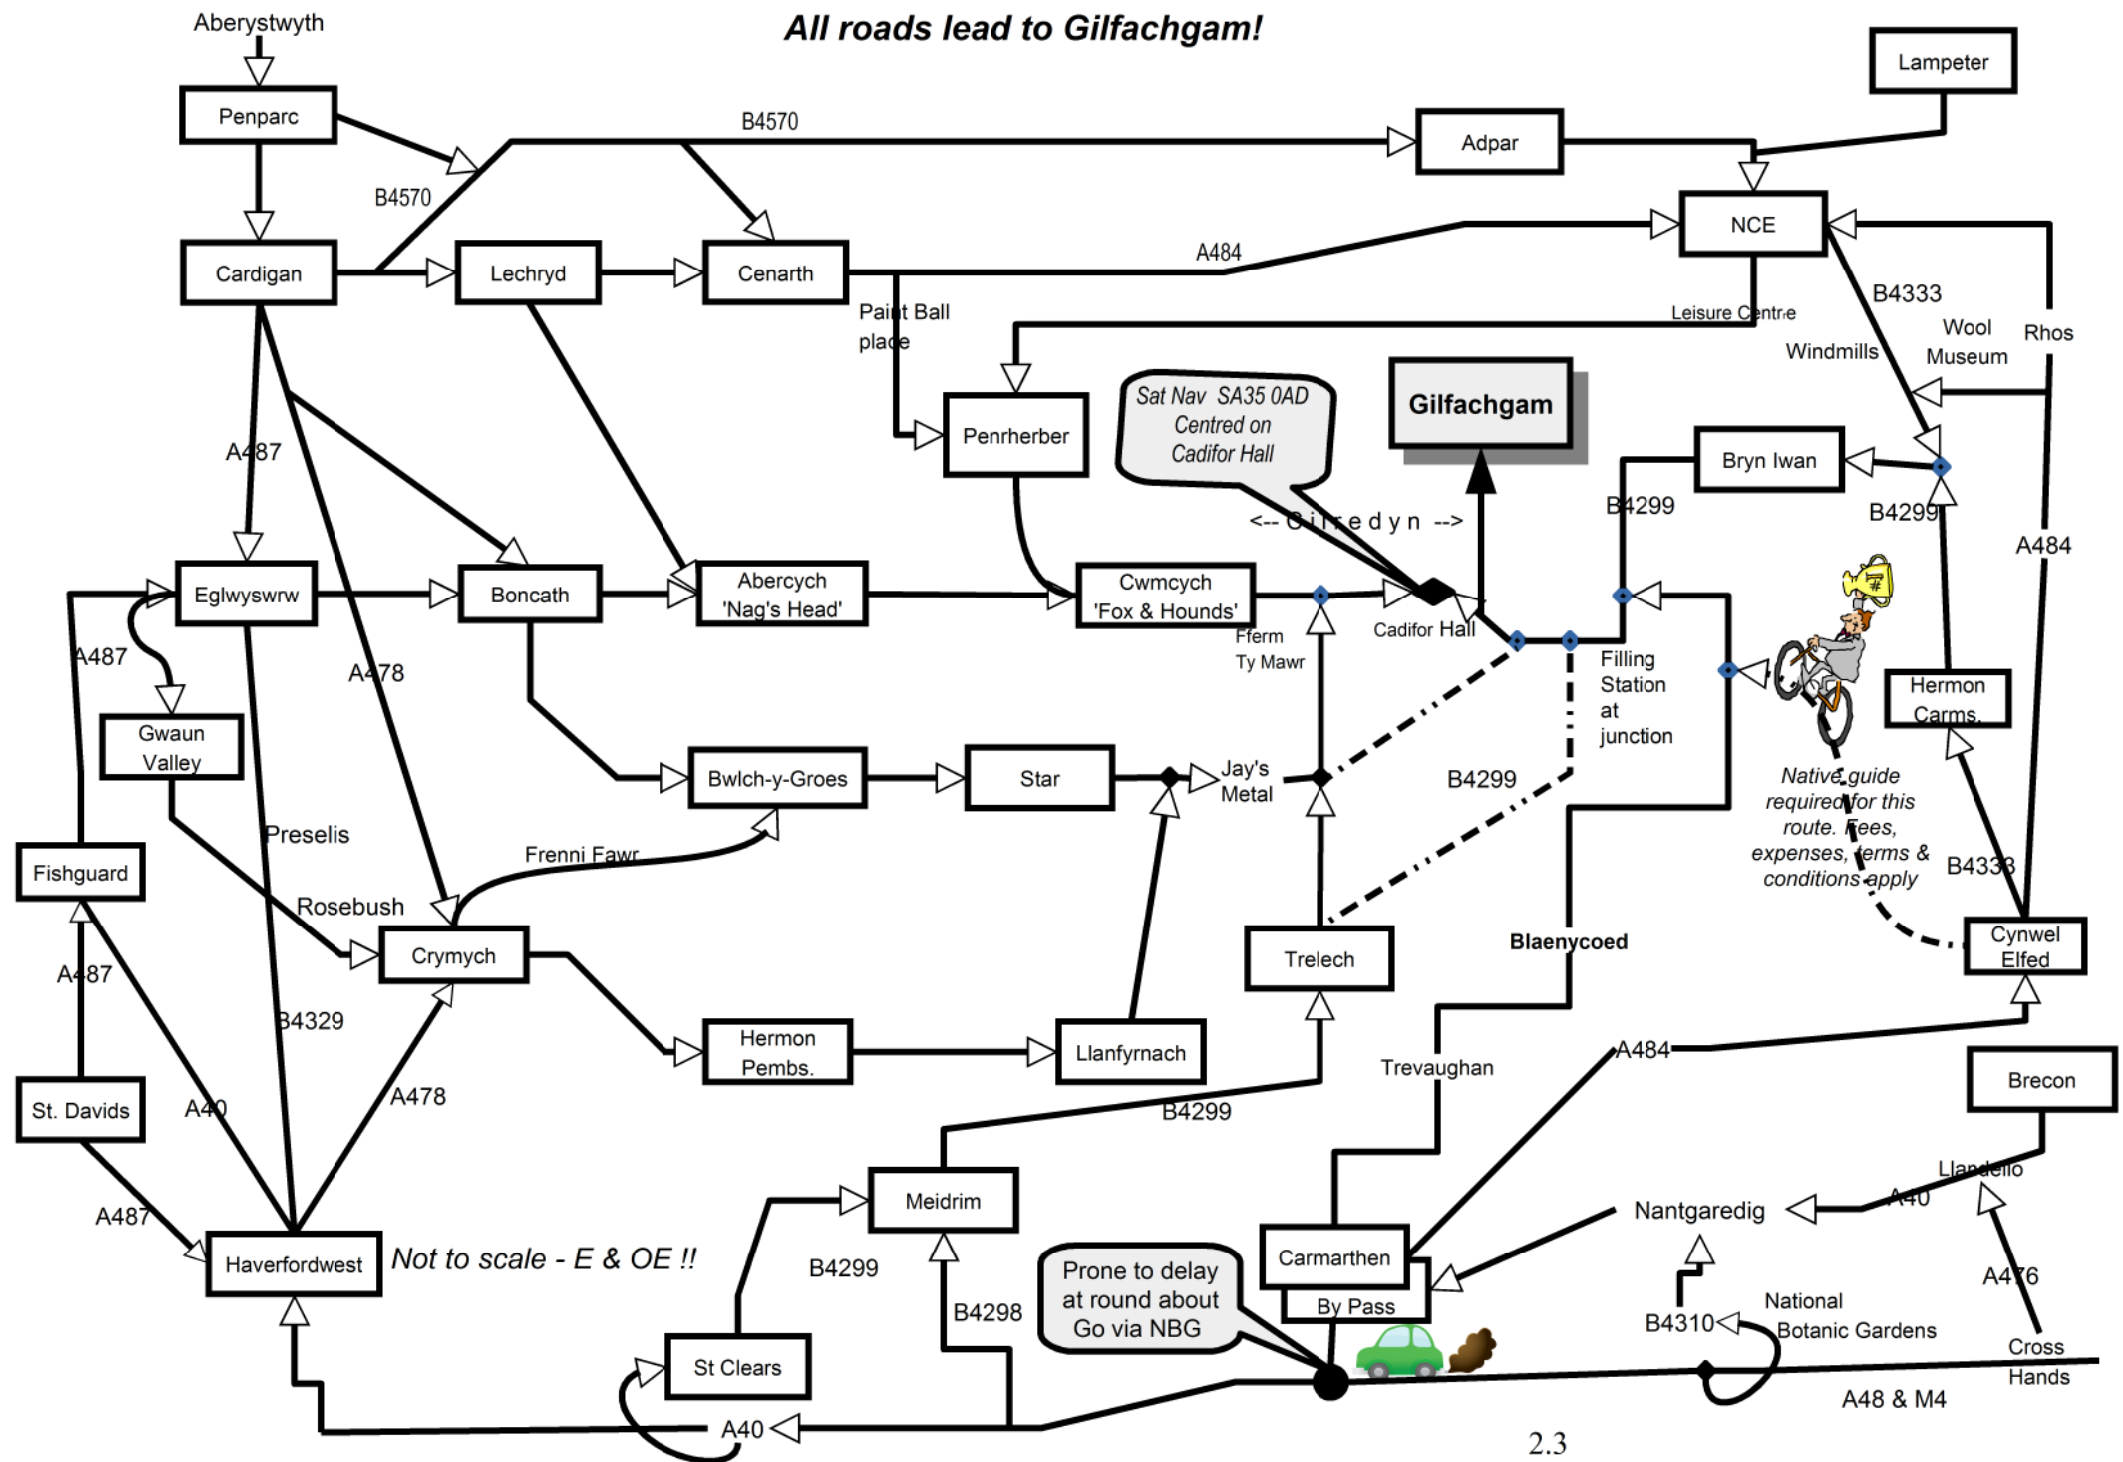 Aberystwyth
All roads lead to Gilfachgam!
Lampeter
Penparc
B4570
Adpar
B4570
NCE
Cardigan
Lechryd
Cenarth
A484
B4333
Paint Ball
place
Leisure Centre
Wool
Museum
Rhos
Windmills
Sat Nav SA35 0AD
Centred on
Cadifor Hall
Gilfachgam
Penrherber
A487
Bryn Iwan
B4299
B4299
<-- C i l r e d y n -->
A484
Eglwyswrw
Boncath
Abercych
'Nag's Head'
Cwmcych
'Fox & Hounds'
Fferm
Ty Mawr
Cadifor Hall
A487
A478
Filling
Station
at
junction
#
Hermon
Carms.
Gwaun
Valley
Bwlch-y-Groes
Star
Jay's
Metal
B4299
Native guide
required for this
route. Fees,
expenses, terms &
conditions apply
Preselis
Frenni Fawr
Fishguard
B4333
Rosebush
Crymych
Trelech
Blaenycoed
Cynwel
Elfed
A487
B4329
Hermon
Pembs.
Llanfyrnach
Trevaughan
A484
Brecon
St. Davids
A40
A478
B4299
Llandeilo
A40
A487
Meidrim
Nantgaredig
Haverfordwest
Not to scale - E & OE !!
B4299
Prone to delay
at round about
Go via NBG
Carmarthen
By Pass
A476
B4298
B4310
National
Botanic Gardens
St Clears
Cross
Hands
A48 & M4
A40
2.3